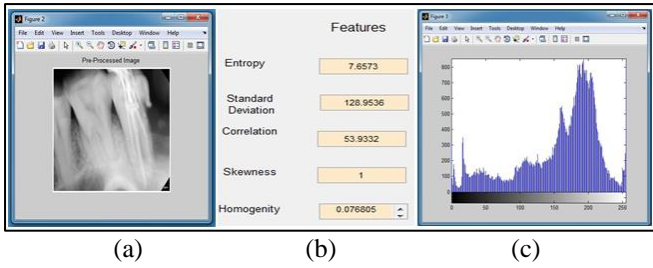 Figure 2
File Edit View Insert Tools Desktop Window Help
Pre-Processed Image
Features
Entropy 7.6573
Standard
Deviation 128.9536
Correlation 53.9332
Skewness 1
Homogenity 0.076805
Figure 3
File Edit View Insert Tools Desktop Window Help
800
700
600
500
400
300
200
100
0
0 50 100 150 200 250
(a) (b) (c)